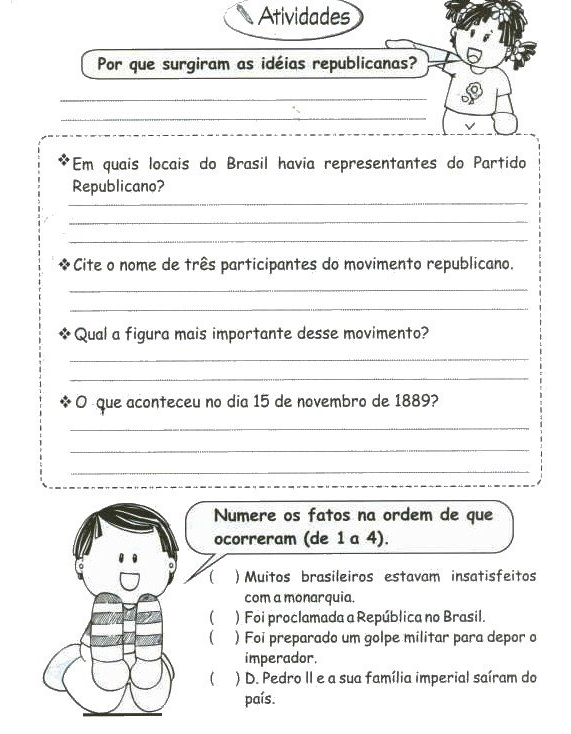 Atividades
Por que surgiram as idéias republicanas?
❖ Em quais locais do Brasil havia representantes do Partido
Republicano?
❖ Cite o nome de três participantes do movimento republicano.
❖ Qual a figura mais importante desse movimento?
❖ O que aconteceu no dia 15 de novembro de 1889?
Numere os fatos na ordem de que
ocorreram (de 1 a 4).
( ) Muitos brasileiros estavam insatisfeitos
com a monarquia.
( ) Foi proclamada a República no Brasil.
( ) Foi preparado um golpe militar para depor o
imperador.
( ) D. Pedro II e a sua família imperial saíram do
país.